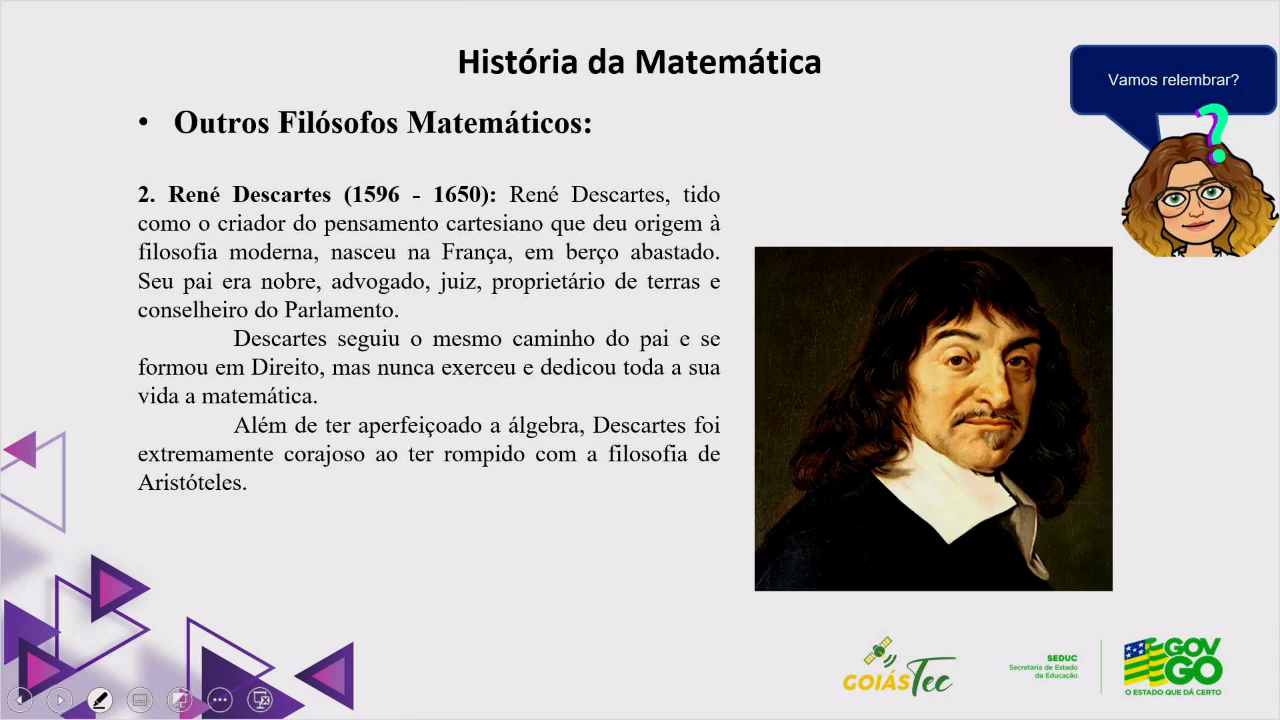 História da Matemática
Vamos relembrar?
• Outros Filósofos Matemáticos:
2. René Descartes (1596 - 1650): René Descartes, tido
como o criador do pensamento cartesiano que deu origem à
filosofia moderna, nasceu na França, em berço abastado.
Seu pai era nobre, advogado, juiz, proprietário de terras e
conselheiro do Parlamento.
Descartes seguiu o mesmo caminho do pai e se
formou em Direito, mas nunca exerceu e dedicou toda a sua
vida a matemática.
Além de ter aperfeiçoado a álgebra, Descartes foi
extremamente corajoso ao ter rompido com a filosofia de
Aristóteles.
?
GOIÁSTec
SEDUC
Secretaria de Estado
da Educação
GOV
GO
O ESTADO QUE DÁ CERTO